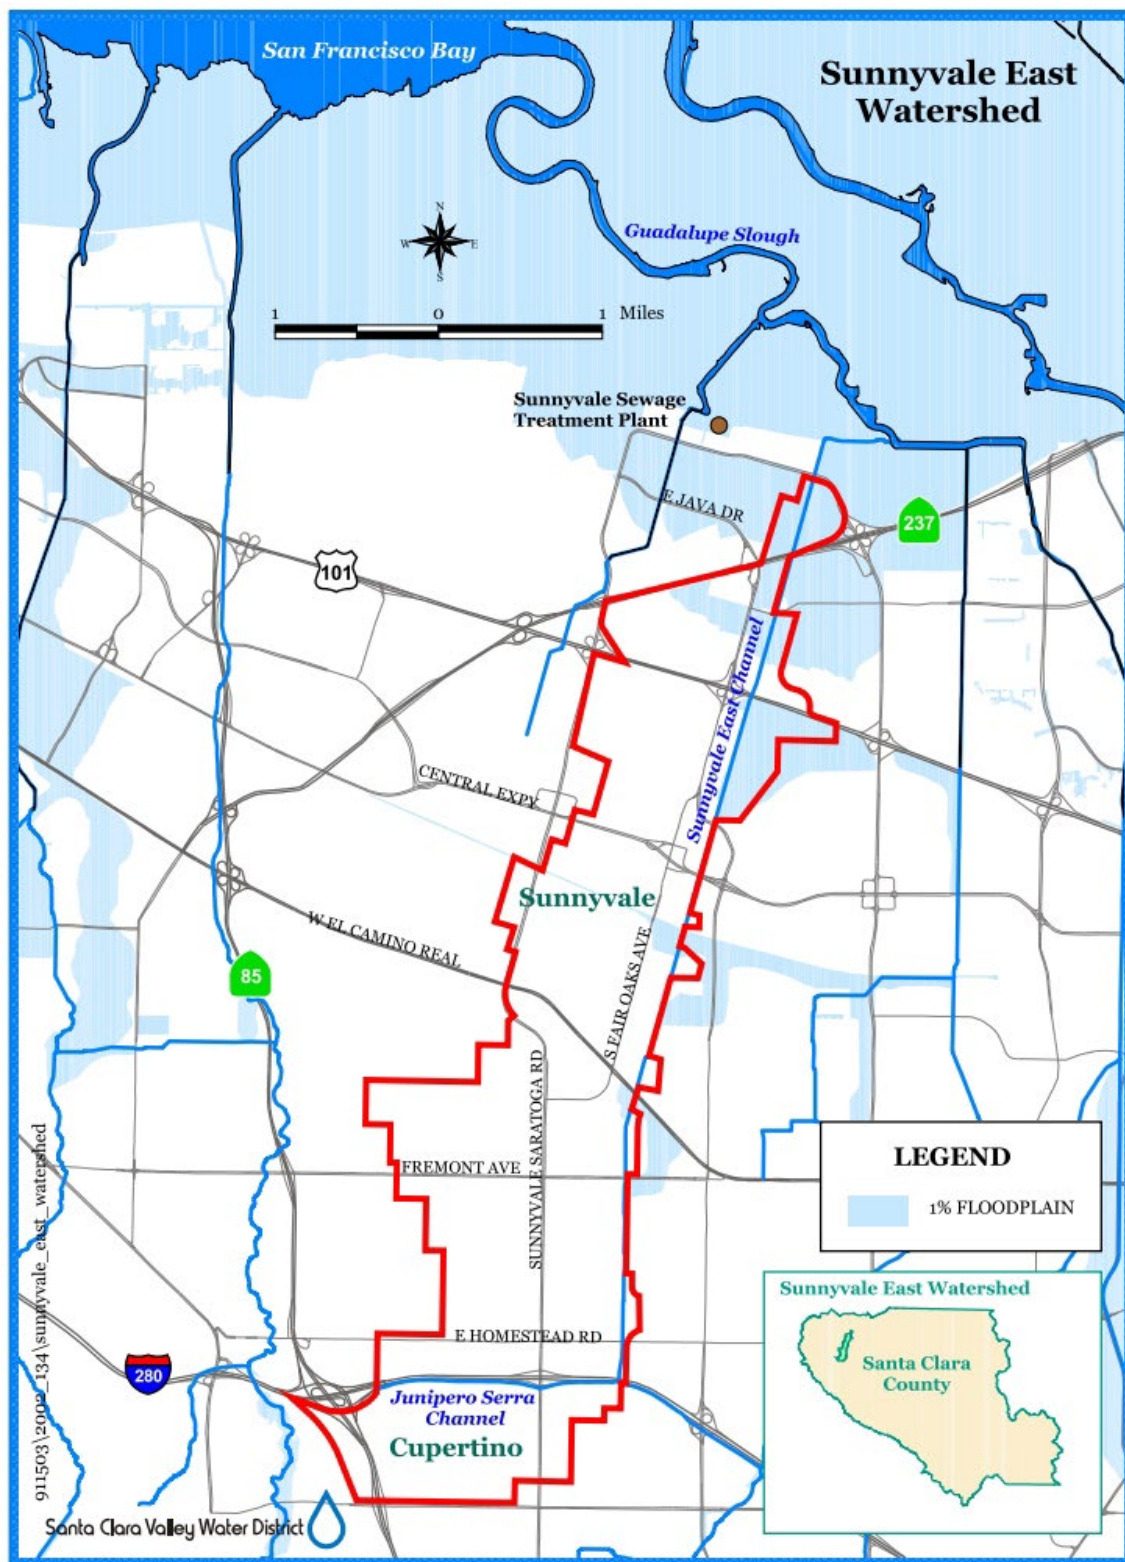 San Francisco Bay
Sunnyvale East
Watershed
Guadalupe Slough
N
W E
S
1 0 1 Miles
Sunnyvale Sewage
Treatment Plant
E JAVA DR
237
101
Sunnyvale East Channel
CENTRAL EXPY
Sunnyvale
W EL CAMINO REAL
85
S FAIR OAKS AVE
SUNNYVALE SARATOGA RD
FREMONT AVE
LEGEND
1% FLOODPLAIN
E HOMESTEAD RD
280
Junipero Serra
Channel
Cupertino
Sunnyvale East Watershed
Santa Clara
County
911503\2002_134\sunnyvale_east_watershed
Santa Clara Valley Water District